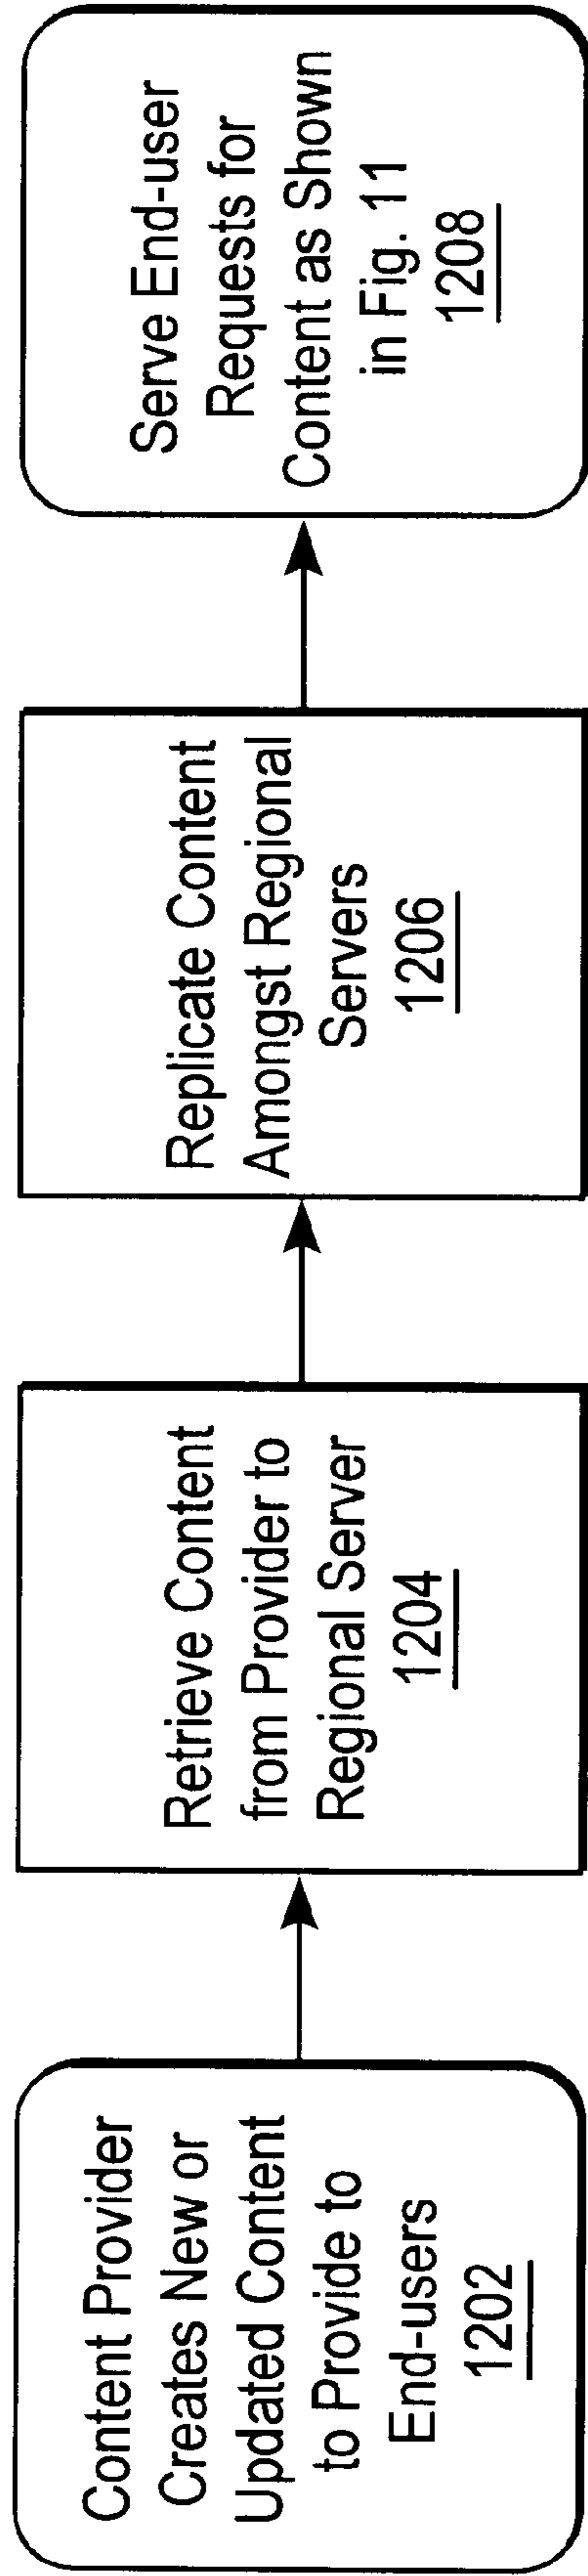 Content Provider
Creates New or
Updated Content
to Provide to
End-users
1202
Retrieve Content
from Provider to
Regional Server
1204
Replicate Content
Amongst Regional
Servers
1206
Serve End-user
Requests for
Content as Shown
in Fig. 11
1208